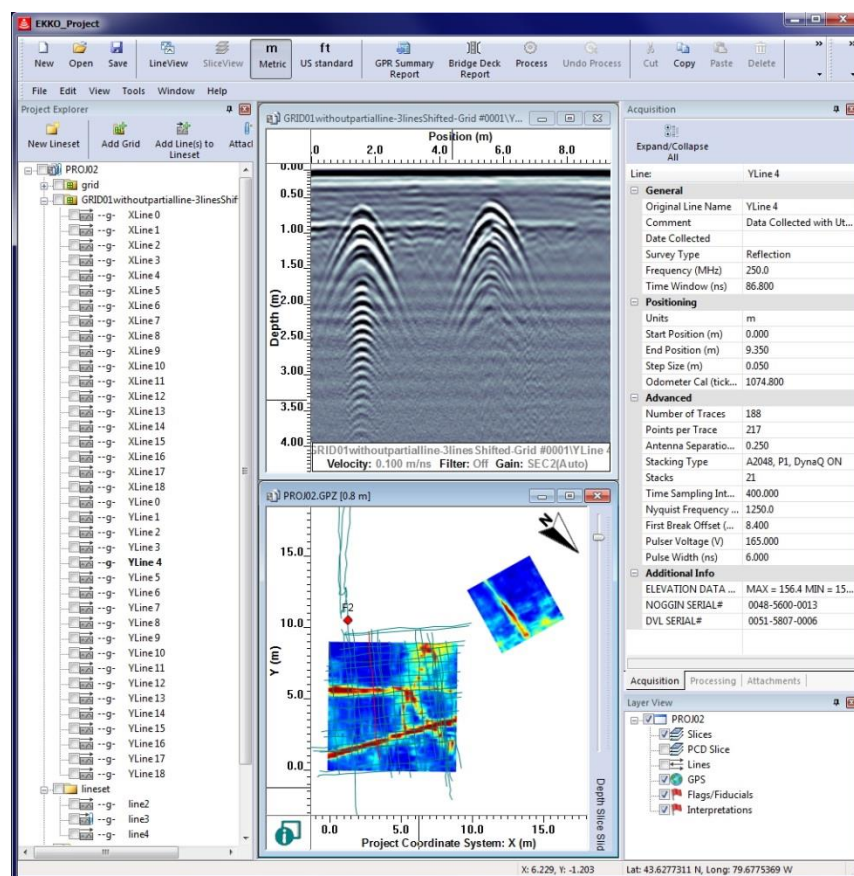 EKKO_Project
New Open Save LineView SliceView m Metric ft US standard GPR Summary Report Bridge Deck Report Process Undo Process Cut Copy Paste Delete
File Edit View Tools Window Help
Project Explorer
New Lineset Add Grid Add Line(s) to Lineset Attacl
PROJ02
grid
GRID01withoutpartialline-3linesShif
--g- XLine 0
--g- XLine 1
--g- XLine 2
--g- XLine 3
--g- XLine 4
--g- XLine 5
--g- XLine 6
--g- XLine 7
--g- XLine 8
--g- XLine 9
--g- XLine 10
--g- XLine 11
--g- XLine 12
--g- XLine 13
--g- XLine 14
--g- XLine 15
--g- XLine 16
--g- XLine 17
--g- XLine 18
--g- YLine 0
--g- YLine 1
--g- YLine 2
--g- YLine 3
--g- YLine 4
--g- YLine 5
--g- YLine 6
--g- YLine 7
--g- YLine 8
--g- YLine 9
--g- YLine 10
--g- YLine 11
--g- YLine 12
--g- YLine 13
--g- YLine 14
--g- YLine 15
--g- YLine 16
--g- YLine 17
--g- YLine 18
lineset
--g- line2
--g- line3
--g- line4
GRID01withoutpartialline-3linesShifted-Grid #0001\Y...
Position (m)
.0 2.0 4.0 6.0 8.0
0.00
0.50
1.00
1.50
2.00
2.50
3.00
3.50
4.00
Depth (m)
GRID01withoutpartialline-3linesShifted-Grid #0001\YLine 4
Velocity: 0.100 m/ns Filter: Off Gain: SEC2(Auto)
PROJ02.GPZ [0.8 m]
N
F2
15.0
10.0
5.0
0.0
Y (m)
0.0 5.0 10.0 15.0
Project Coordinate System: X (m)
Depth Slice Slid
Acquisition
Expand/Collapse All
Line: YLine 4
General
Original Line Name YLine 4
Comment Data Collected with Ut...
Date Collected
Survey Type Reflection
Frequency (MHz) 250.0
Time Window (ns) 86.800
Positioning
Units m
Start Position (m) 0.000
End Position (m) 9.350
Step Size (m) 0.050
Odometer Cal (tick... 1074.800
Advanced
Number of Traces 188
Points per Trace 217
Antenna Separatio... 0.250
Stacking Type A2048, P1, DynaQ ON
Stacks 21
Time Sampling Int... 400.000
Nyquist Frequency ... 1250.0
First Break Offset (... 8.400
Pulser Voltage (V) 165.000
Pulse Width (ns) 6.000
Additional Info
ELEVATION DATA ... MAX = 156.4 MIN = 15...
NOGGIN SERIAL# 0048-5600-0013
DVL SERIAL# 0051-5807-0006
Acquisition Processing Attachments
Layer View
PROJ02
Slices
PCD Slice
Lines
GPS
Flags/Fiducials
Interpretations
X: 6.229, Y: -1.203 Lat: 43.6277311 N, Long: 79.6775369 W